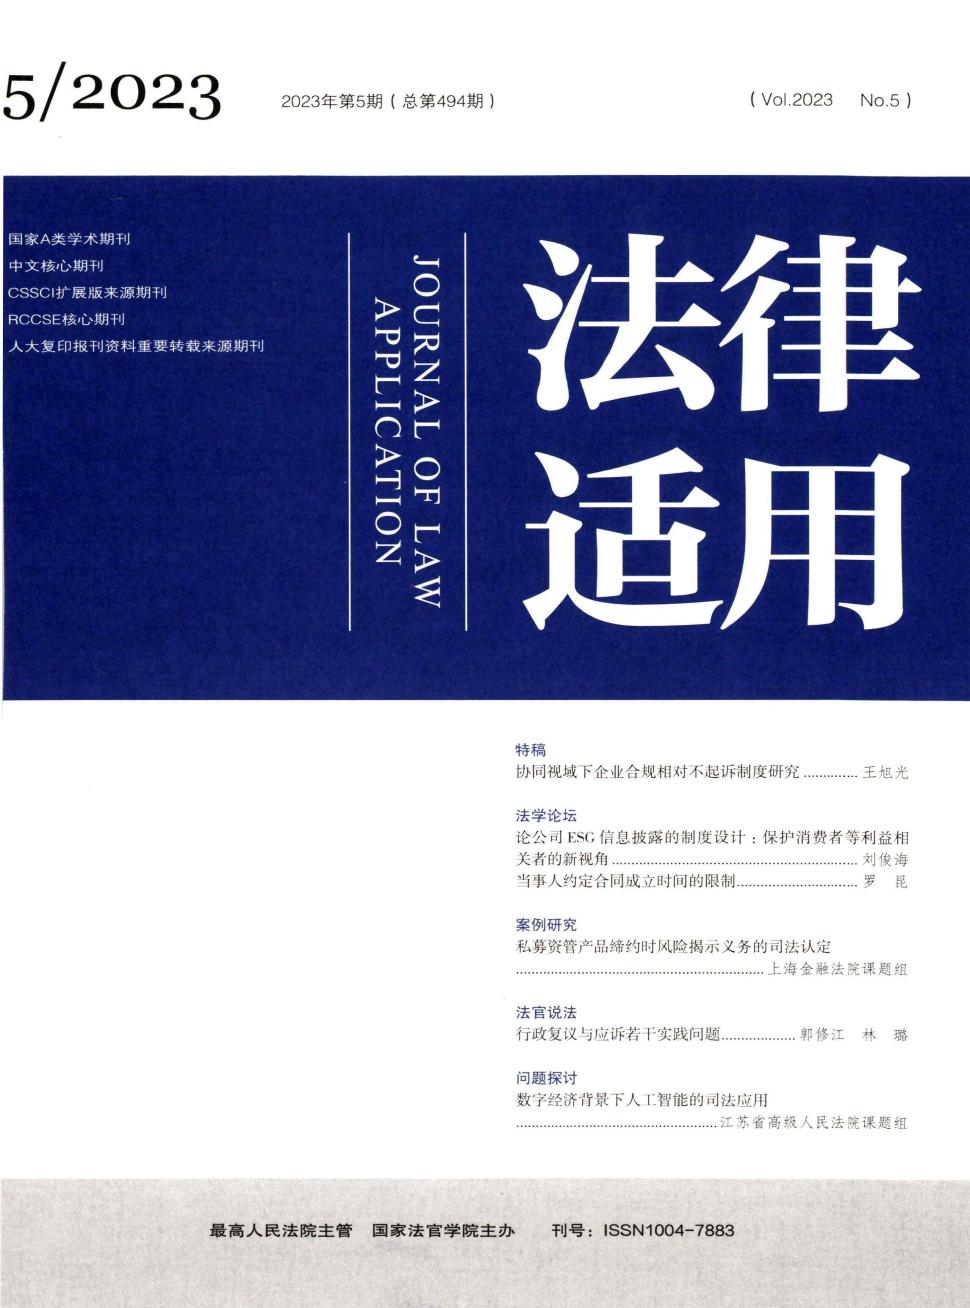 5/2023
2023年第5期（总第494期）
（Vol.2023 No.5）
国家A类学术期刊
中文核心期刊
CSSCI扩展版来源期刊
RCCSE核心期刊
人大复印报刊资料重要转载来源期刊
JOURNAL OF LAW
APPLICATION
法律
适用
特稿
协同视域下企业合规相对不起诉制度研究..............王旭光
法学论坛
论公司ESG信息披露的制度设计：保护消费者等利益相
关者的新视角..............................................................刘俊海
当事人约定合同成立时间的限制...............................罗 昆
案例研究
私募资管产品缔约时风险揭示义务的司法认定
................................................................上海金融法院课题组
法官说法
行政复议与应诉若干实践问题...................郭修江 林 璐
问题探讨
数字经济背景下人工智能的司法应用
....................................................江苏省高级人民法院课题组
最高人民法院主管 国家法官学院主办 刊号：ISSN1004-7883